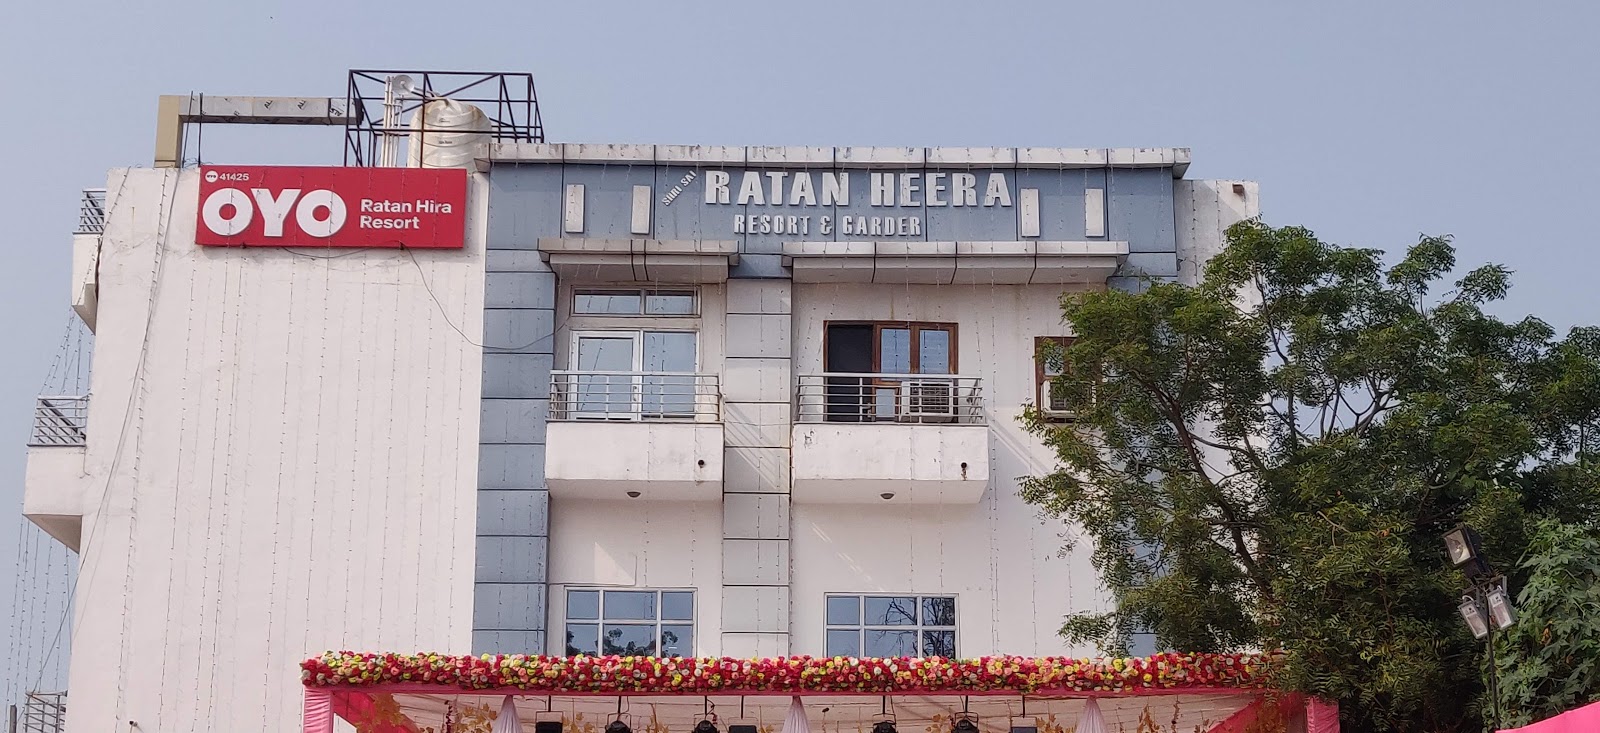 41425
OYO
Ratan Hira
Resort
SHRI SAI
RATAN HEERA
RESORT & GARDER